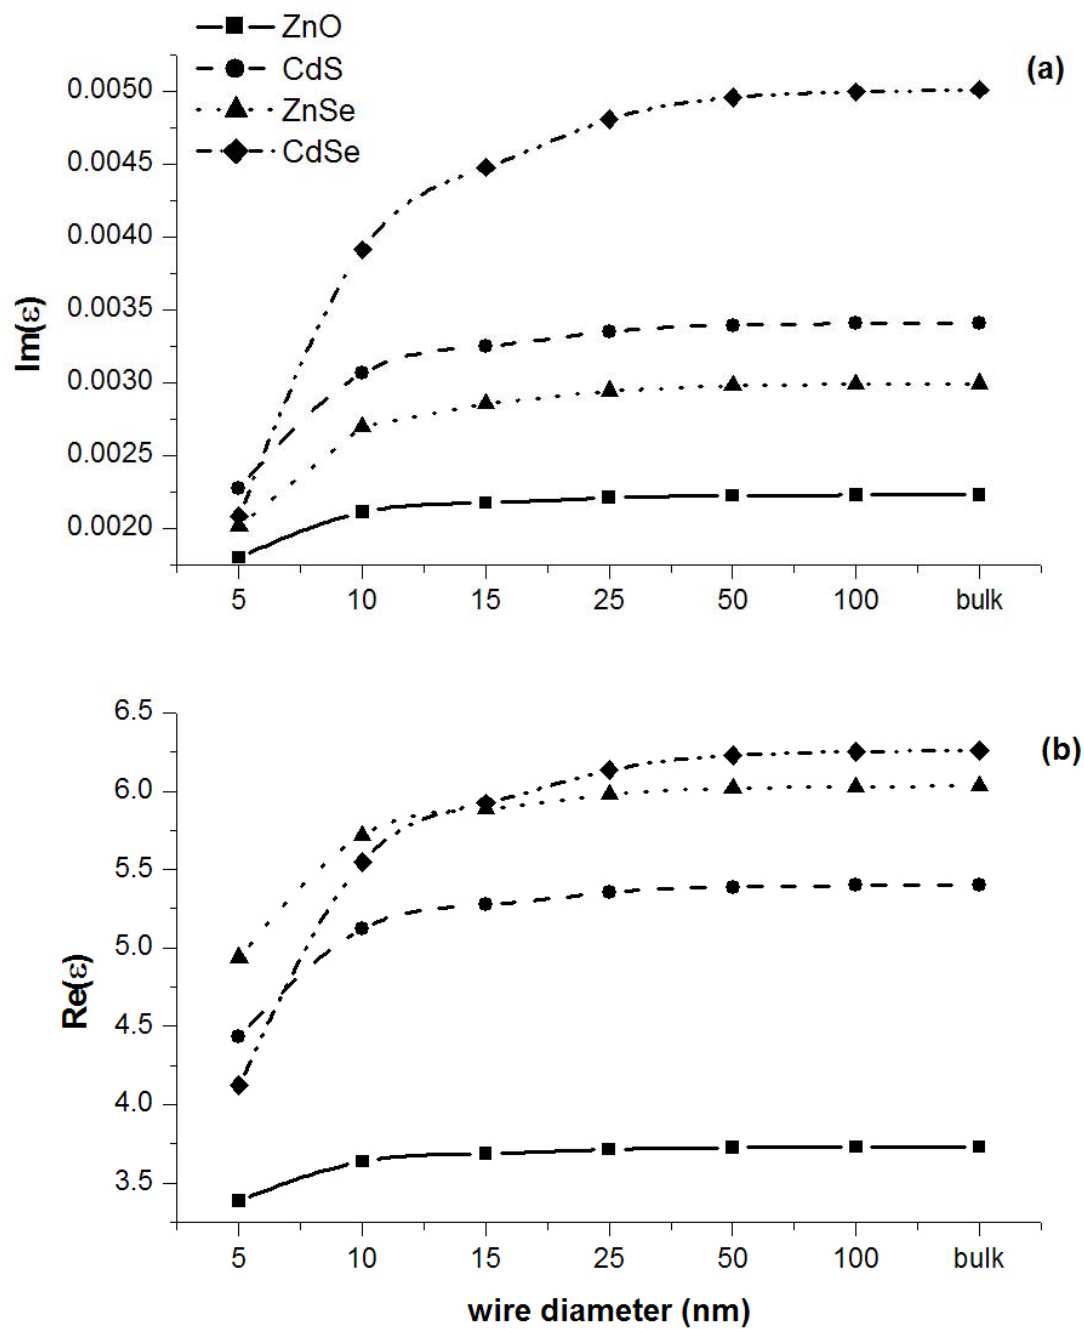 ZnO
CdS
ZnSe
CdSe
(a)
0.0050
0.0045
0.0040
0.0035
0.0030
0.0025
0.0020
Im(ε)
5 10 15 25 50 100 bulk
(b)
6.5
6.0
5.5
5.0
4.5
4.0
3.5
Re(ε)
5 10 15 25 50 100 bulk
wire diameter (nm)